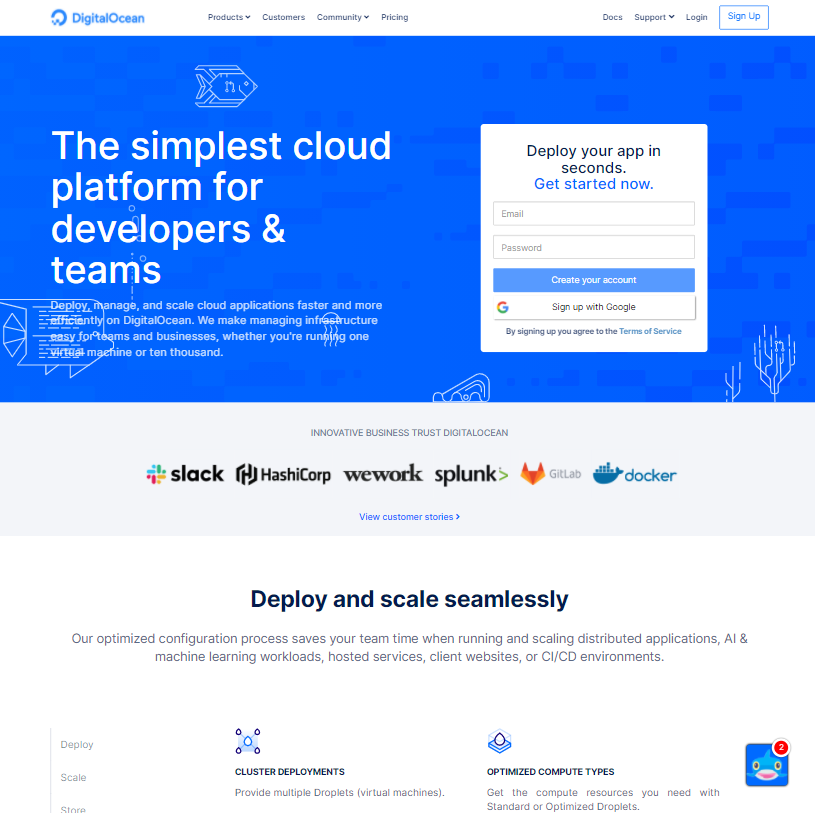 DigitalOcean
Products
Customers
Community
Pricing
Docs
Support
Login
Sign Up
The simplest cloud
platform for
developers &
teams
Deploy, manage, and scale cloud applications faster and more
efficiently on DigitalOcean. We make managing infrastructure
easy for teams and businesses, whether you're running one
virtual machine or ten thousand.
Deploy your app in
seconds.
Get started now.
Email
Password
Create your account
Sign up with Google
By signing up you agree to the Terms of Service
INNOVATIVE BUSINESS TRUST DIGITALOCEAN
slack
HashiCorp
wework
splunk>
GitLab
docker
View customer stories
Deploy and scale seamlessly
Our optimized configuration process saves your team time when running and scaling distributed applications, AI &
machine learning workloads, hosted services, client websites, or CI/CD environments.
Deploy
Scale
Store
CLUSTER DEPLOYMENTS
Provide multiple Droplets (virtual machines).
OPTIMIZED COMPUTE TYPES
Get the compute resources you need with
Standard or Optimized Droplets.
2